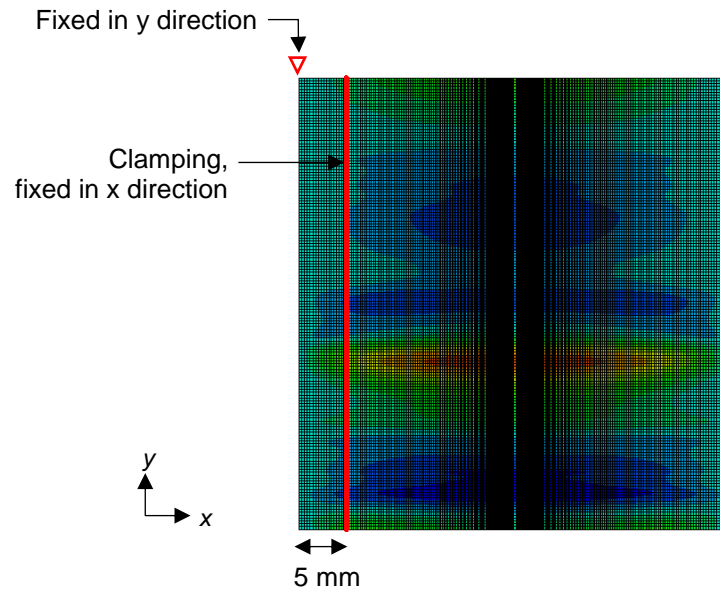 Fixed in y direction
Clamping,
fixed in x direction
y
x
5 mm